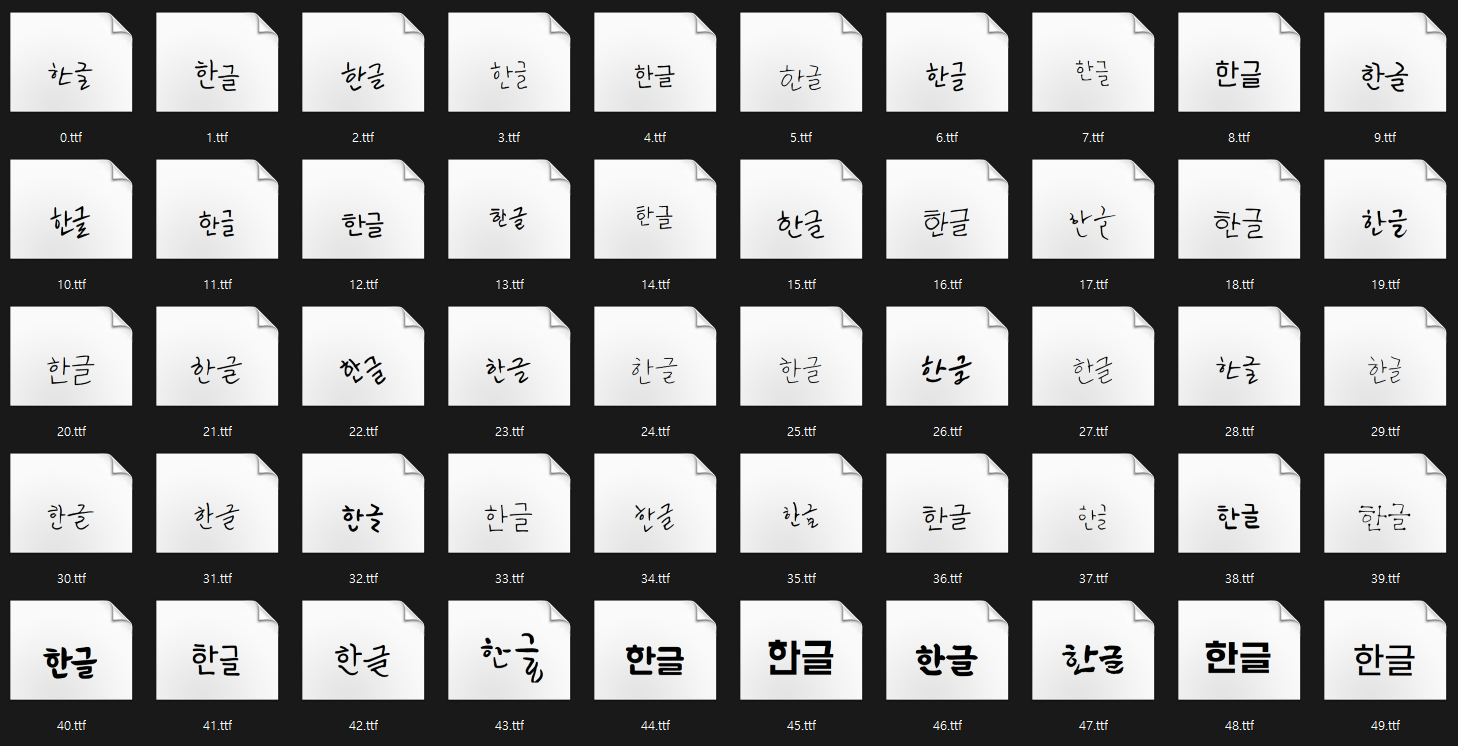 한글 한글 한글 한글 한글 한글 한글 한글 한글 한글
0.ttf 1.ttf 2.ttf 3.ttf 4.ttf 5.ttf 6.ttf 7.ttf 8.ttf 9.ttf
한글 한글 한글 한글 한글 한글 한글 한글 한글 한글
10.ttf 11.ttf 12.ttf 13.ttf 14.ttf 15.ttf 16.ttf 17.ttf 18.ttf 19.ttf
한글 한글 한글 한글 한글 한글 한글 한글 한글 한글
20.ttf 21.ttf 22.ttf 23.ttf 24.ttf 25.ttf 26.ttf 27.ttf 28.ttf 29.ttf
한글 한글 한글 한글 한글 한글 한글 한글 한글 한글
30.ttf 31.ttf 32.ttf 33.ttf 34.ttf 35.ttf 36.ttf 37.ttf 38.ttf 39.ttf
한글 한글 한글 한글 한글 한글 한글 한글 한글 한글
40.ttf 41.ttf 42.ttf 43.ttf 44.ttf 45.ttf 46.ttf 47.ttf 48.ttf 49.ttf